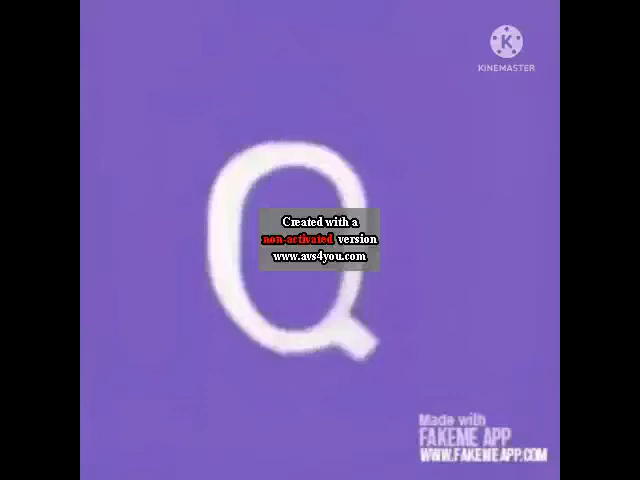 K
KINEMASTER
Q
Created with a
non-activated version
www.avs4you.com
Made with
FAKEME APP
WWW.FAKEMEAPP.COM